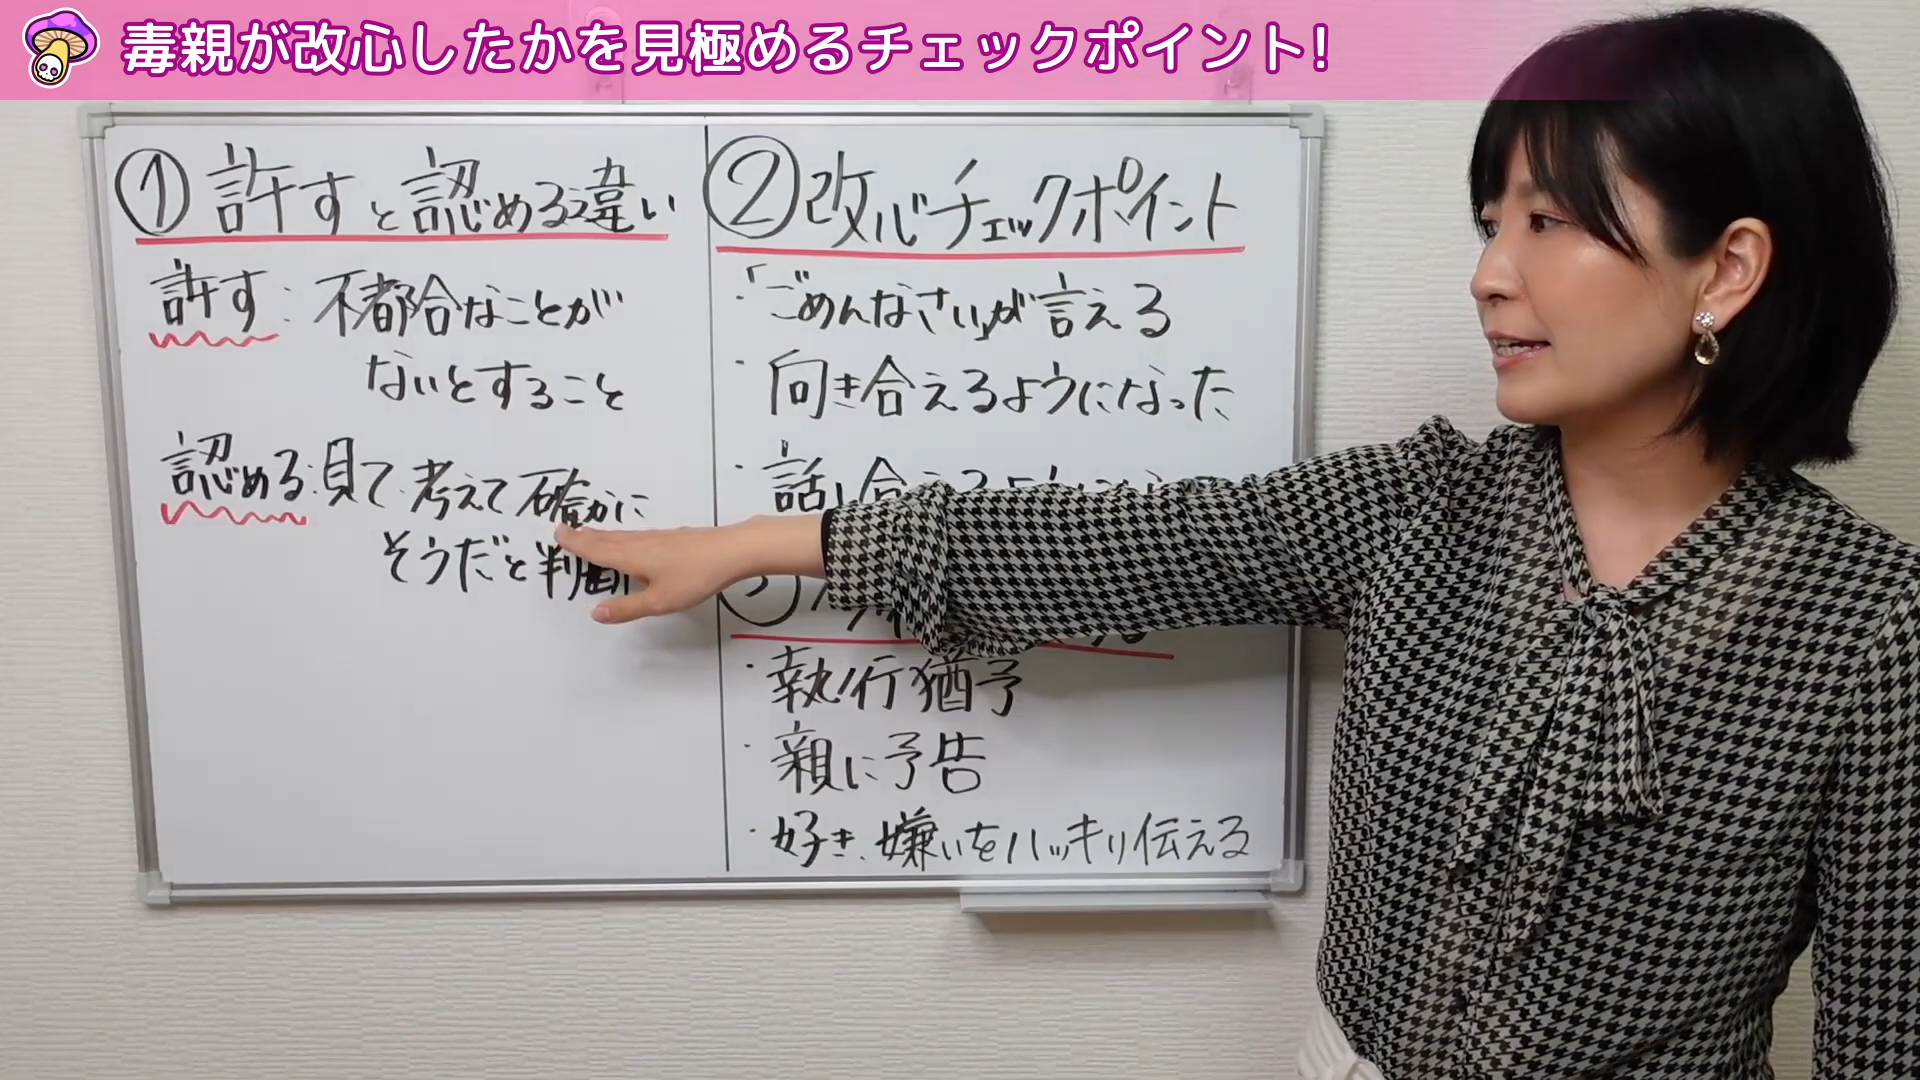 毒親が改心したかを見極めるチェックポイント!
①許すと認める違い
許す:不都合なことが
ないとすること
認める:見て、考えて確かに
そうだと判断
②改心チェックポイント
・「ごめんなさい」が言える
・向き合えるようになった
・話し合える
・執行猶予
・親に予告
・好き、嫌いをハッキリ伝える